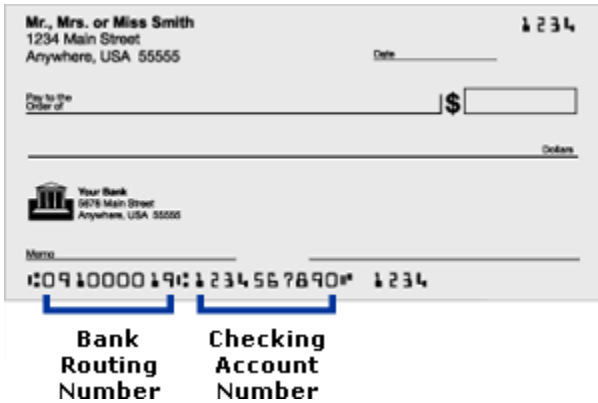 Mr., Mrs. or Miss Smith 1234
1234 Main Street
Anywhere, USA 55555 Date
Pay to the
Order of $
Dollars
Your Bank
5678 Main Street
Anywhere, USA 55555
Memo
⑆091000019⑆1234567890⑈ 1234
Bank Routing Number
Checking Account Number